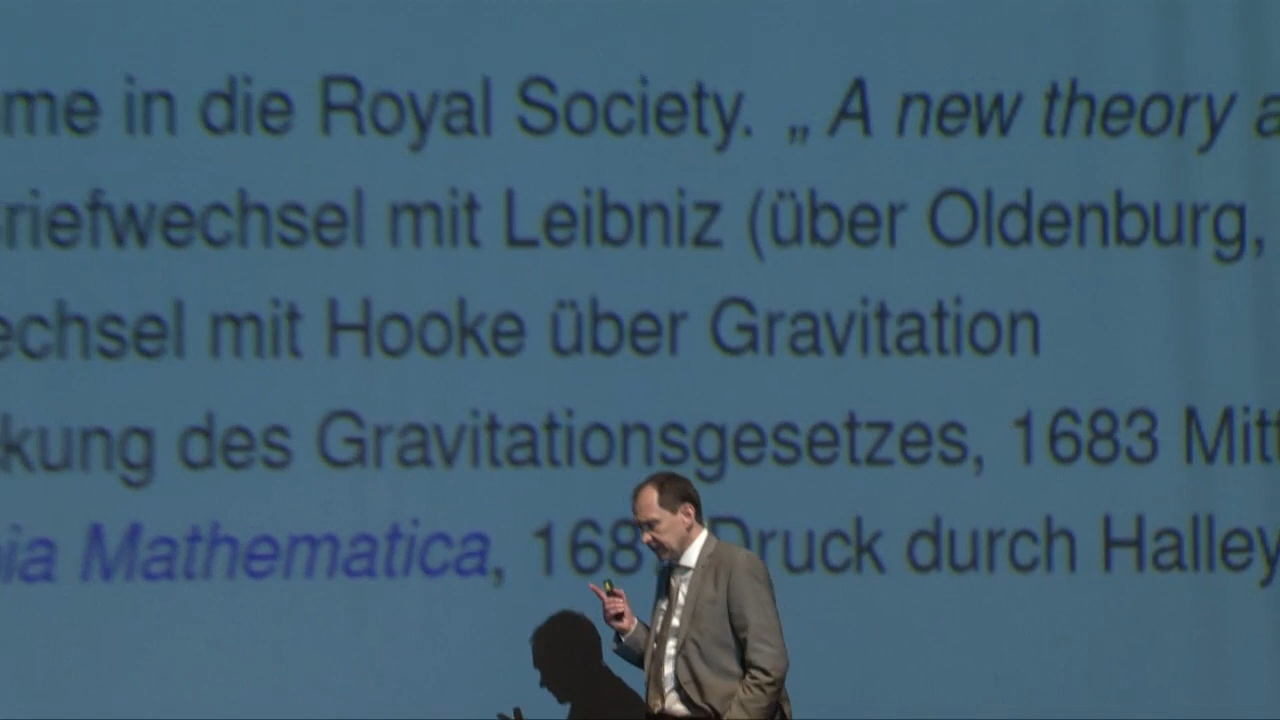 me in die Royal Society. „ A new theory a
riefwechsel mit Leibniz (über Oldenburg,
echsel mit Hooke über Gravitation
kung des Gravitationsgesetzes, 1683 Mitt
ia Mathematica, 168 Druck durch Halley